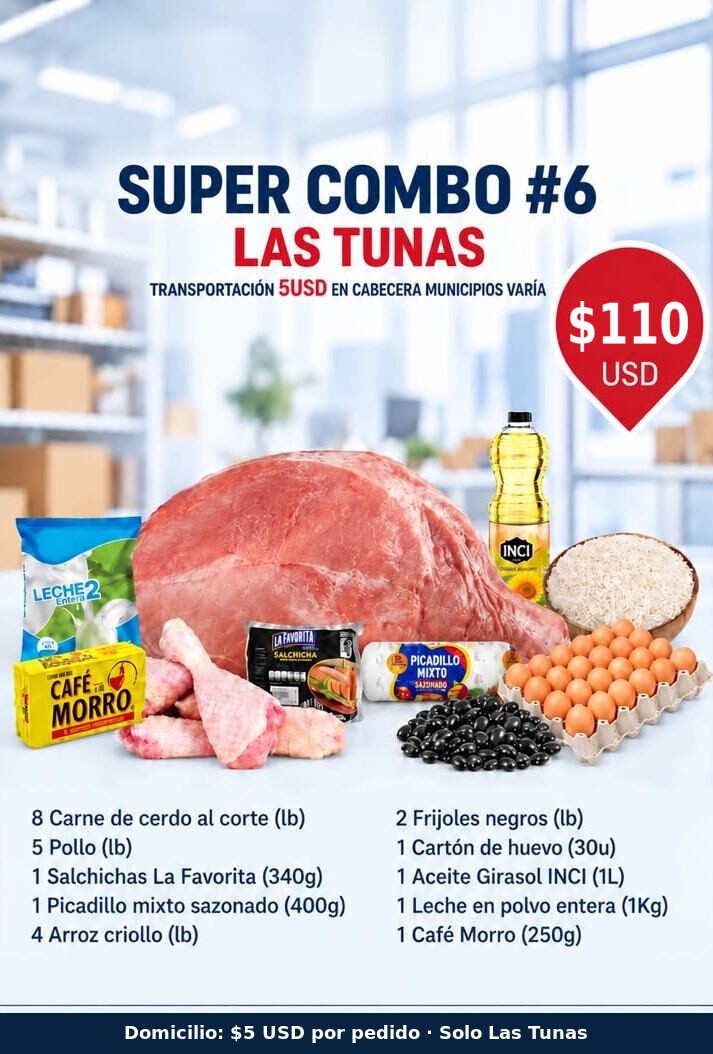 SUPER COMBO #6
LAS TUNAS
TRANSPORTACIÓN 5USD EN CABECERA MUNICIPIOS VARÍA
$110
USD
INCI
LECHE 2
Entera
LA FAVORITA
SALCHICHA
PICADILLO
MIXTO
SAZONADO
CAFÉ
MORRO
8 Carne de cerdo al corte (lb)
5 Pollo (lb)
1 Salchichas La Favorita (340g)
1 Picadillo mixto sazonado (400g)
4 Arroz criollo (lb)
2 Frijoles negros (lb)
1 Cartón de huevo (30u)
1 Aceite Girasol INCI (1L)
1 Leche en polvo entera (1Kg)
1 Café Morro (250g)
Domicilio: $5 USD por pedido · Solo Las Tunas